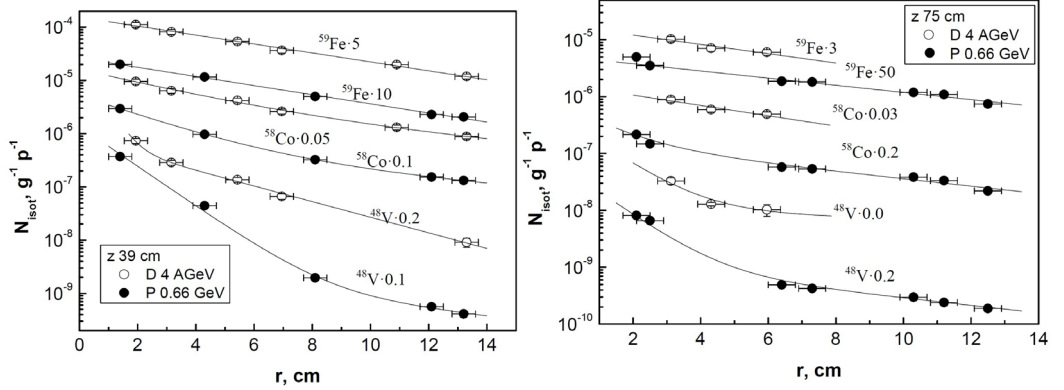 10⁻⁴
10⁻⁵
10⁻⁶
10⁻⁷
10⁻⁸
10⁻⁹
N_isot, g⁻¹ p⁻¹
⁵⁹Fe·5
⁵⁹Fe·10
⁵⁸Co·0.05
⁵⁸Co·0.1
⁴⁸V·0.2
⁴⁸V·0.1
z 39 cm
D 4 AGeV
P 0.66 GeV
0 2 4 6 8 10 12 14
r, cm
10⁻⁵
10⁻⁶
10⁻⁷
10⁻⁸
10⁻⁹
10⁻¹⁰
N_isot, g⁻¹ p⁻¹
z 75 cm
D 4 AGeV
P 0.66 GeV
⁵⁹Fe·3
⁵⁹Fe·50
⁵⁸Co·0.03
⁵⁸Co·0.2
⁴⁸V·0.0
⁴⁸V·0.2
2 4 6 8 10 12 14
r, cm